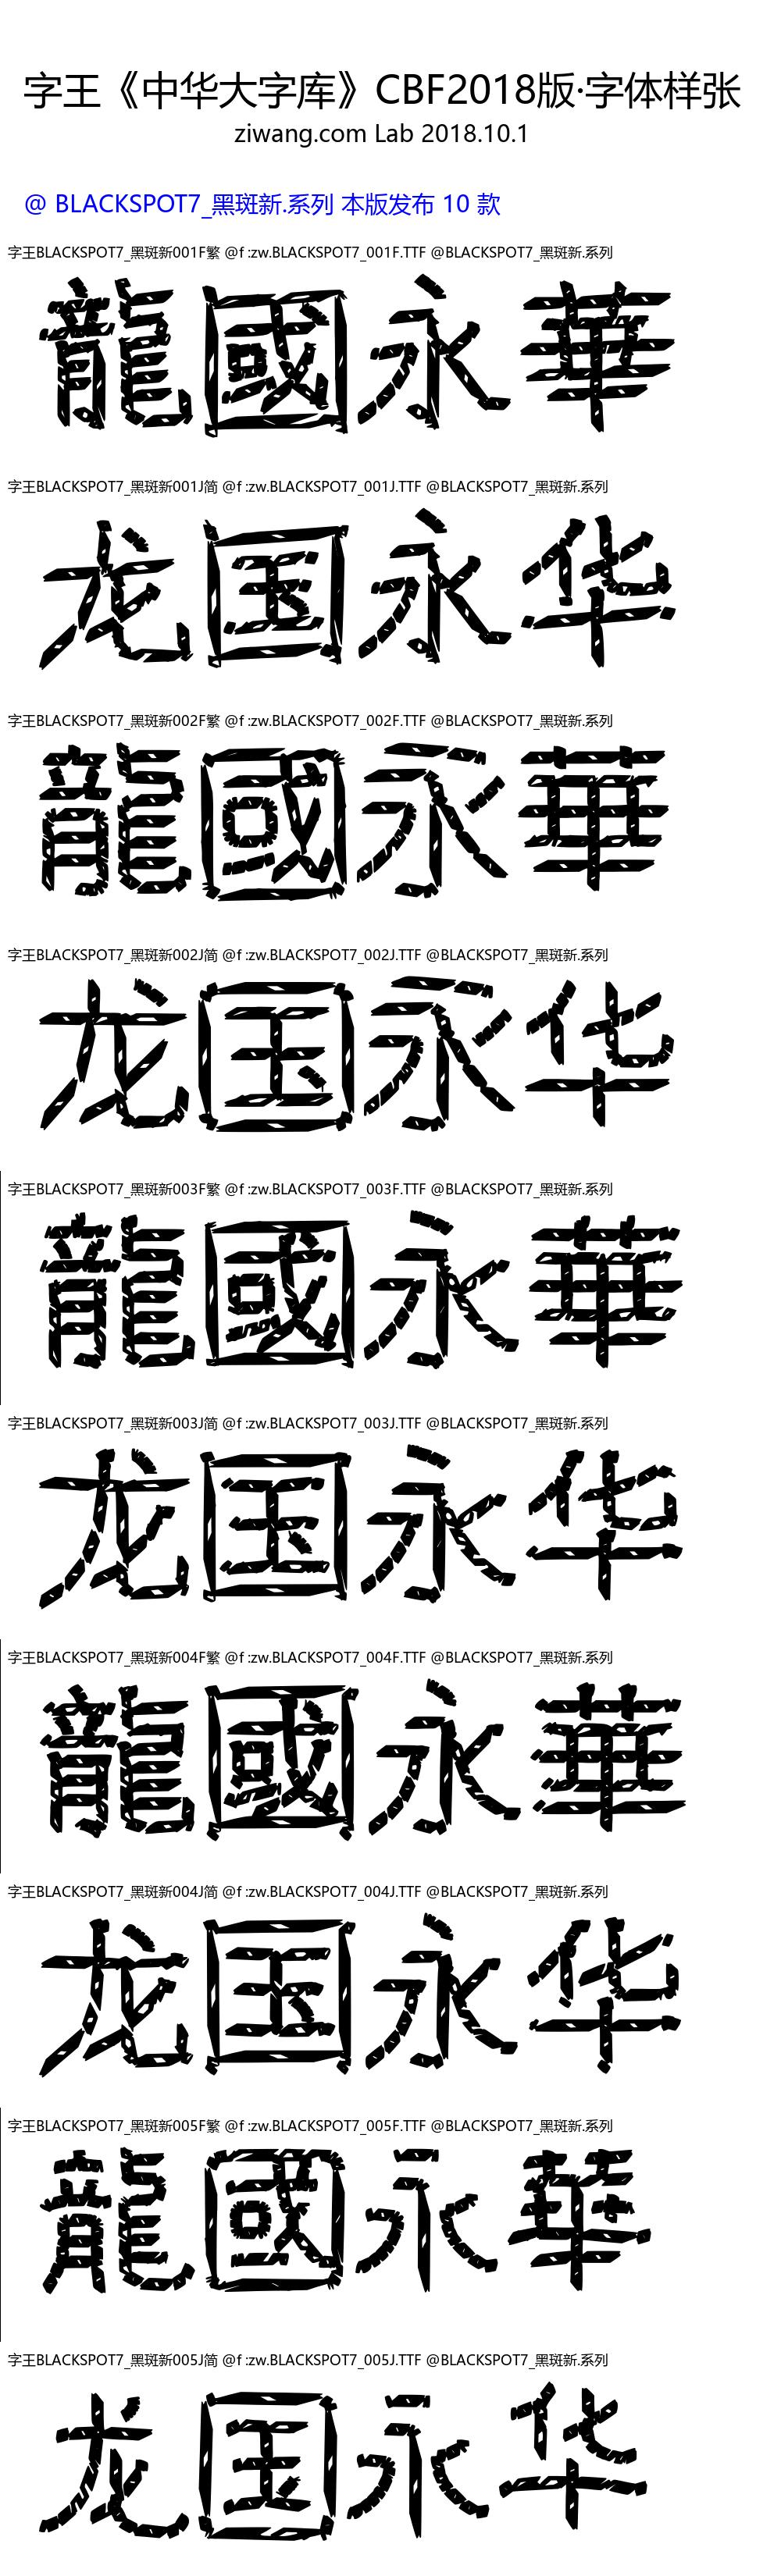 字王《中华大字库》CBF2018版·字体样张
ziwang.com Lab 2018.10.1
@ BLACKSPOT7_黑斑新.系列 本版发布 10 款
字王BLACKSPOT7_黑斑新001F繁 @f :zw.BLACKSPOT7_001F.TTF @BLACKSPOT7_黑斑新.系列
龍國永華
字王BLACKSPOT7_黑斑新001J简 @f :zw.BLACKSPOT7_001J.TTF @BLACKSPOT7_黑斑新.系列
龙国永华
字王BLACKSPOT7_黑斑新002F繁 @f :zw.BLACKSPOT7_002F.TTF @BLACKSPOT7_黑斑新.系列
龍國永華
字王BLACKSPOT7_黑斑新002J简 @f :zw.BLACKSPOT7_002J.TTF @BLACKSPOT7_黑斑新.系列
龙国永华
字王BLACKSPOT7_黑斑新003F繁 @f :zw.BLACKSPOT7_003F.TTF @BLACKSPOT7_黑斑新.系列
龍國永華
字王BLACKSPOT7_黑斑新003J简 @f :zw.BLACKSPOT7_003J.TTF @BLACKSPOT7_黑斑新.系列
龙国永华
字王BLACKSPOT7_黑斑新004F繁 @f :zw.BLACKSPOT7_004F.TTF @BLACKSPOT7_黑斑新.系列
龍國永華
字王BLACKSPOT7_黑斑新004J简 @f :zw.BLACKSPOT7_004J.TTF @BLACKSPOT7_黑斑新.系列
龙国永华
字王BLACKSPOT7_黑斑新005F繁 @f :zw.BLACKSPOT7_005F.TTF @BLACKSPOT7_黑斑新.系列
龍國永華
字王BLACKSPOT7_黑斑新005J简 @f :zw.BLACKSPOT7_005J.TTF @BLACKSPOT7_黑斑新.系列
龙国永华